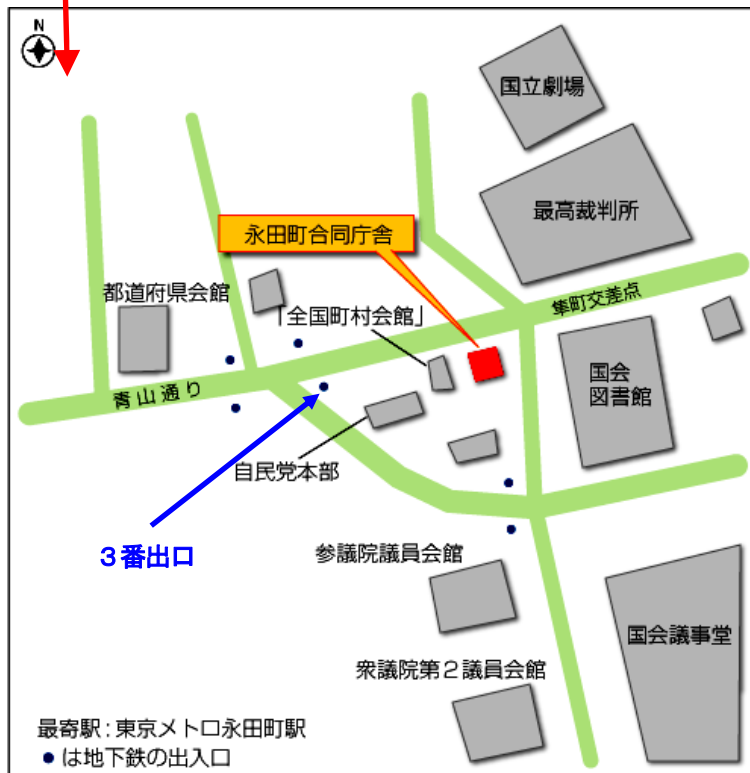 N
国立劇場
最高裁判所
永田町合同庁舎
都道府県会館
「全国町村会館」
隼町交差点
国会
図書館
青山通り
自民党本部
3番出口
参議院議員会館
国会議事堂
衆議院第2議員会館
最寄駅:東京メトロ永田町駅
●は地下鉄の出入口